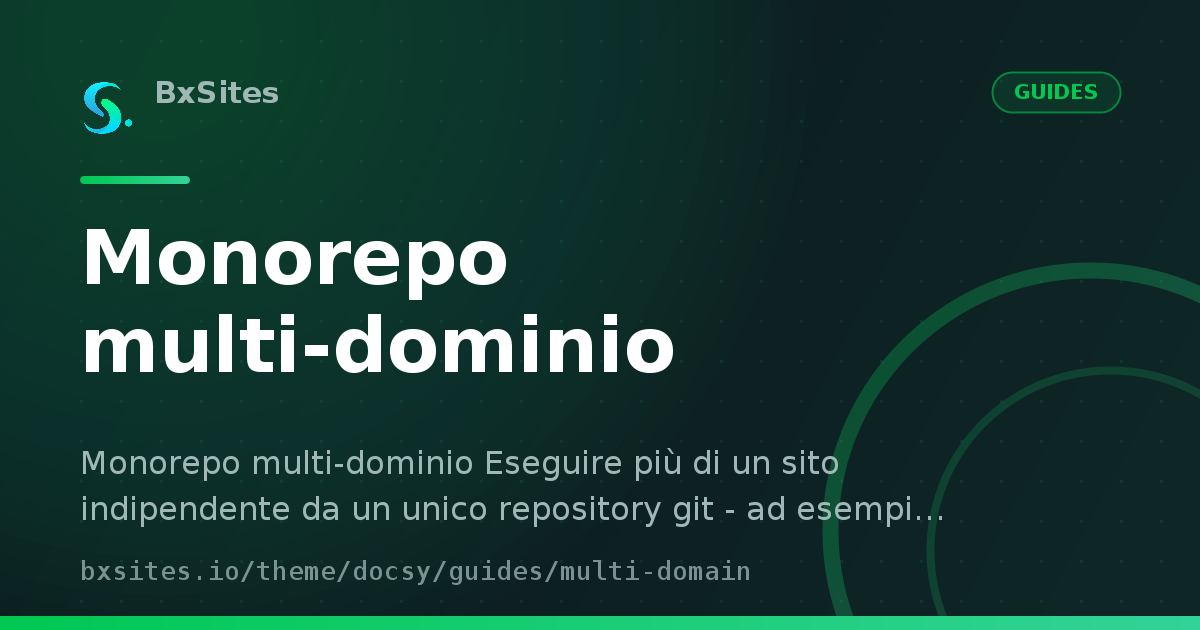 BxSites
GUIDES
Monorepo
multi-dominio
Monorepo multi-dominio Eseguire più di un sito
indipendente da un unico repository git - ad esempi...
bxsites.io/theme/docsy/guides/multi-domain